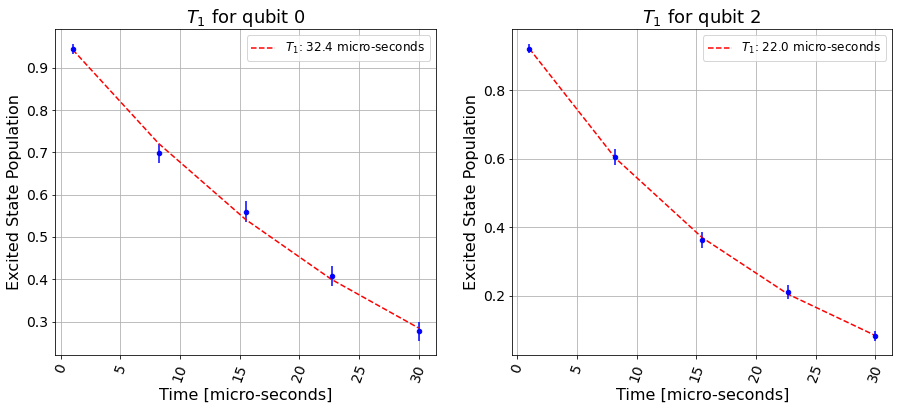 T₁ for qubit 0
T₁: 32.4 micro-seconds
Excited State Population
0.9
0.8
0.7
0.6
0.5
0.4
0.3
0 5 10 15 20 25 30
Time [micro-seconds]
T₁ for qubit 2
T₁: 22.0 micro-seconds
Excited State Population
0.8
0.6
0.4
0.2
0 5 10 15 20 25 30
Time [micro-seconds]